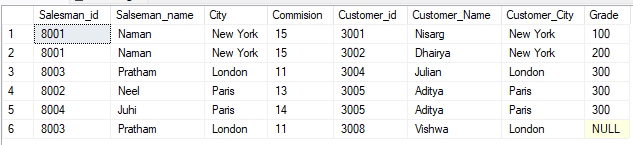 Salesman_id Salseman_name City Commision Customer_id Customer_Name Customer_City Grade
1 8001 Naman New York 15 3001 Nisarg New York 100
2 8001 Naman New York 15 3002 Dhairya New York 200
3 8003 Pratham London 11 3004 Julian London 300
4 8002 Neel Paris 13 3005 Aditya Paris 300
5 8004 Juhi Paris 14 3005 Aditya Paris 300
6 8003 Pratham London 11 3008 Vishwa London NULL